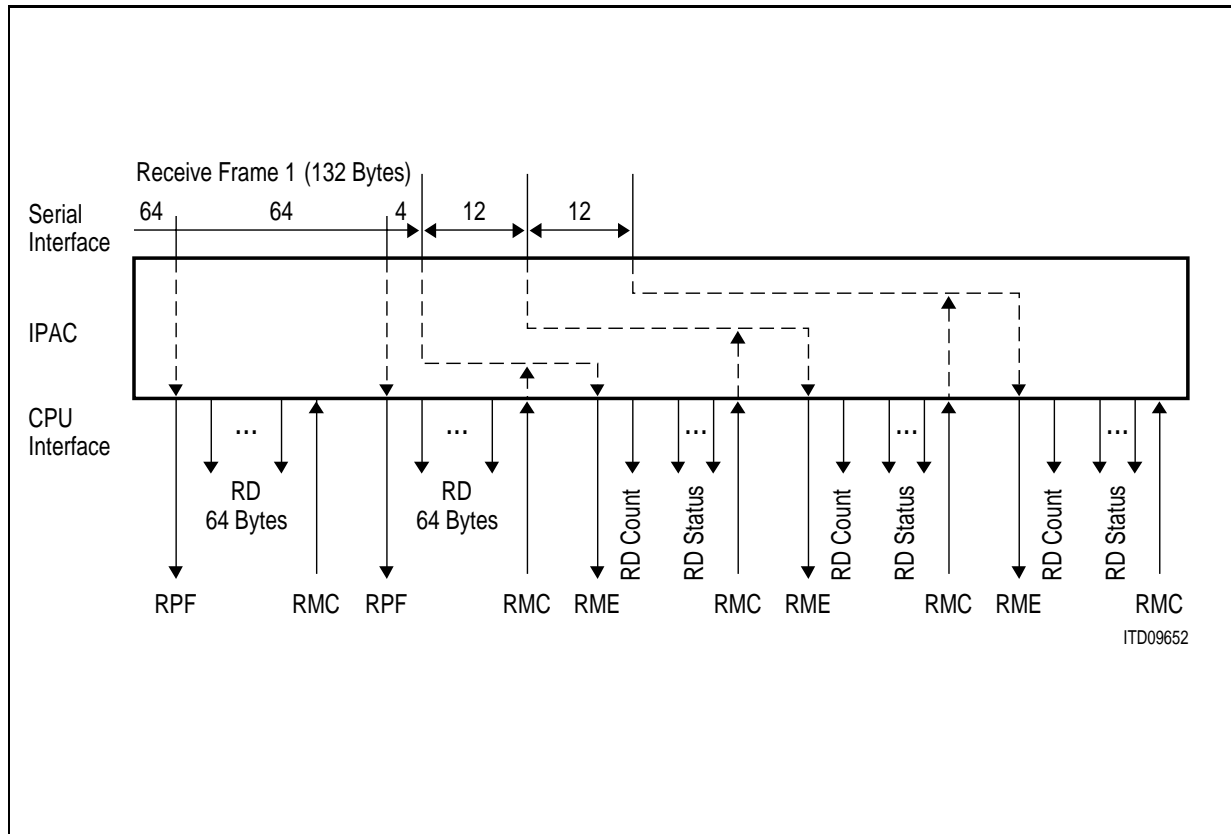 Receive Frame 1 (132 Bytes)
Serial Interface
64 64 4 12 12
IPAC
CPU Interface
... ... ... ... ...
RD
64 Bytes
RD
64 Bytes
RD Count
RD Status
RD Count
RD Status
RD Count
RD Status
RPF RMC RPF RMC RME RMC RME RMC RME RMC
ITD09652